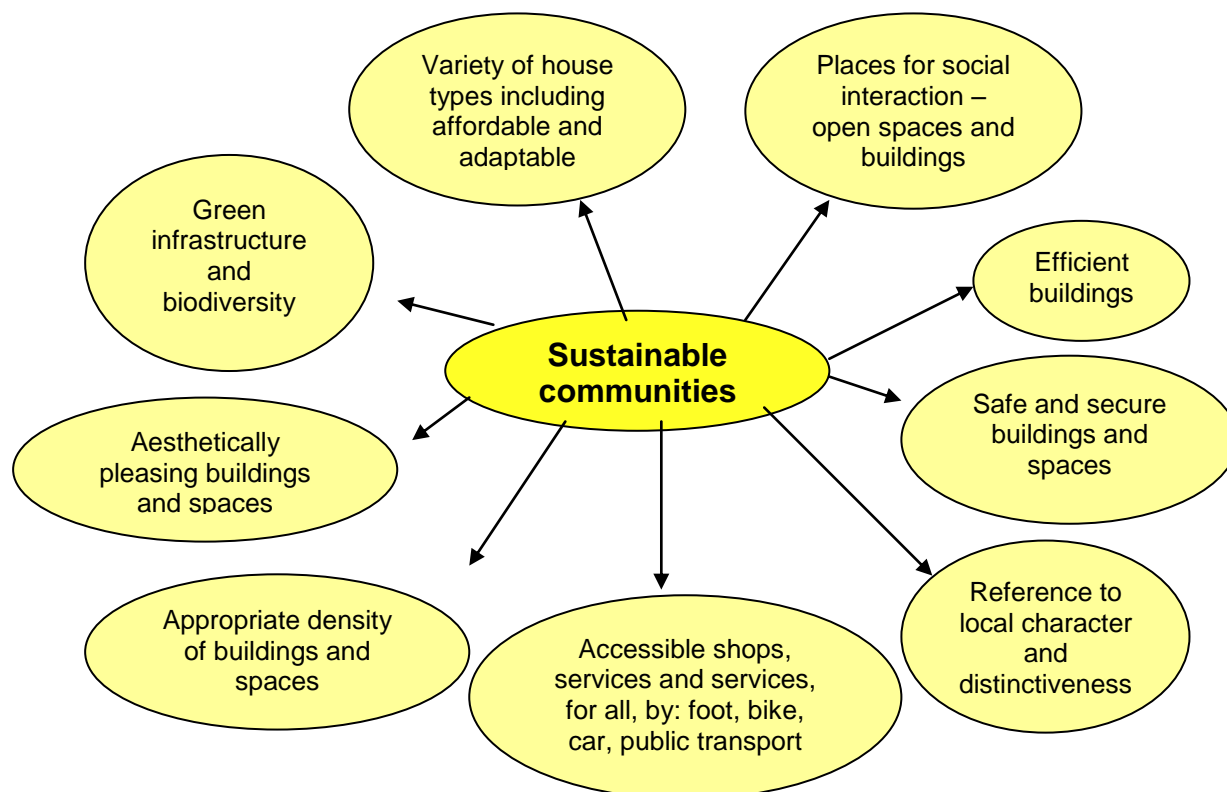 Variety of house
types including
affordable and
adaptable
Places for social
interaction –
open spaces and
buildings
Green
infrastructure
and
biodiversity
Efficient
buildings
Sustainable
communities
Safe and secure
buildings and
spaces
Aesthetically
pleasing buildings
and spaces
Reference to
local character
and
distinctiveness
Appropriate density
of buildings and
spaces
Accessible shops,
services and services,
for all, by: foot, bike,
car, public transport